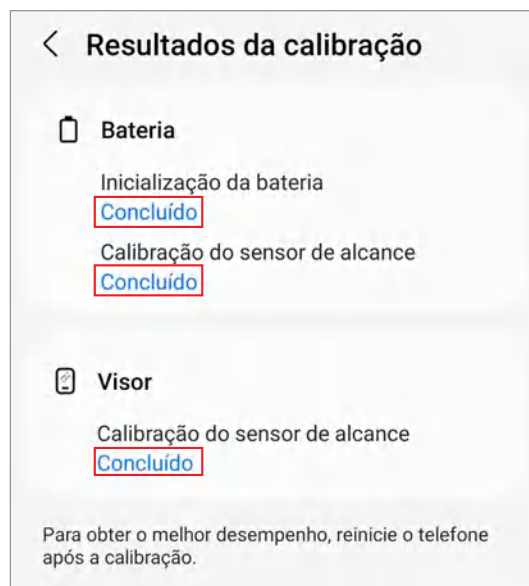 Resultados da calibração
Bateria
Inicialização da bateria
Concluído
Calibração do sensor de alcance
Concluído
Visor
Calibração do sensor de alcance
Concluído
Para obter o melhor desempenho, reinicie o telefone
após a calibração.